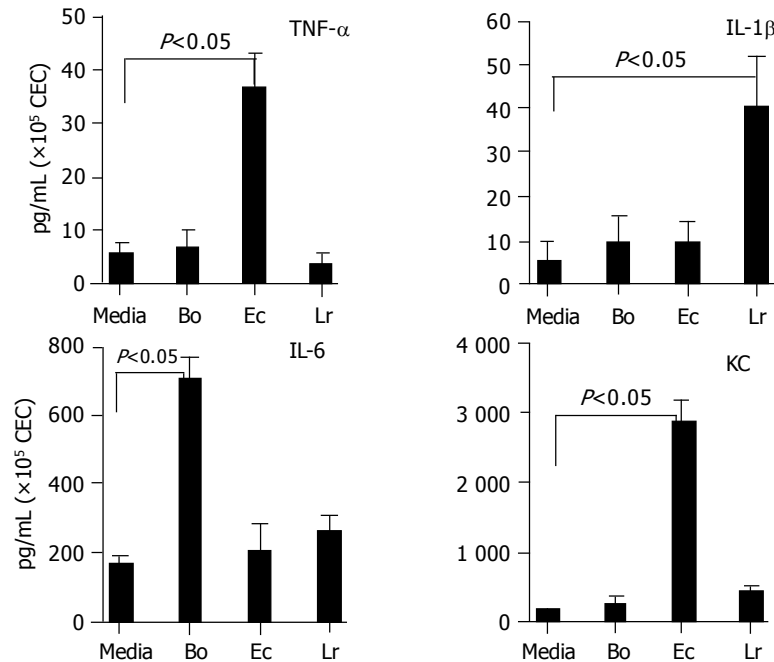 TNF-α
P<0.05
pg/mL (×10⁵ CEC)
50
40
30
20
10
0
Media Bo Ec Lr
IL-1β
P<0.05
60
50
40
30
20
10
0
Media Bo Ec Lr
IL-6
P<0.05
pg/mL (×10⁵ CEC)
800
600
400
200
0
Media Bo Ec Lr
KC
P<0.05
4 000
3 000
2 000
1 000
0
Media Bo Ec Lr